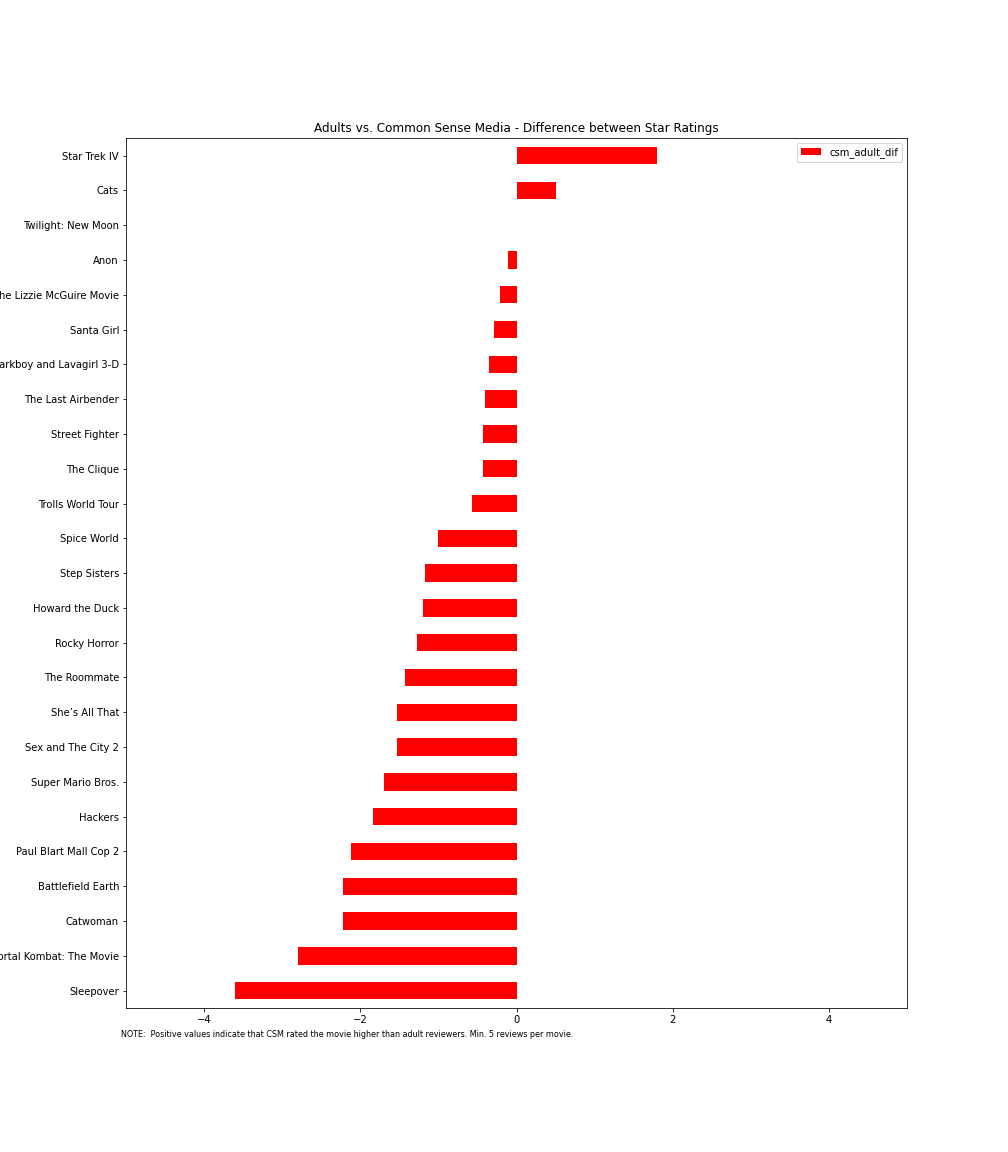 Adults vs. Common Sense Media - Difference between Star Ratings
csm_adult_dif
Star Trek IV
Cats
Twilight: New Moon
Anon
he Lizzie McGuire Movie
Santa Girl
arkboy and Lavagirl 3-D
The Last Airbender
Street Fighter
The Clique
Trolls World Tour
Spice World
Step Sisters
Howard the Duck
Rocky Horror
The Roommate
She’s All That
Sex and The City 2
Super Mario Bros.
Hackers
Paul Blart Mall Cop 2
Battlefield Earth
Catwoman
ortal Kombat: The Movie
Sleepover
−4 −2 0 2 4
NOTE: Positive values indicate that CSM rated the movie higher than adult reviewers. Min. 5 reviews per movie.